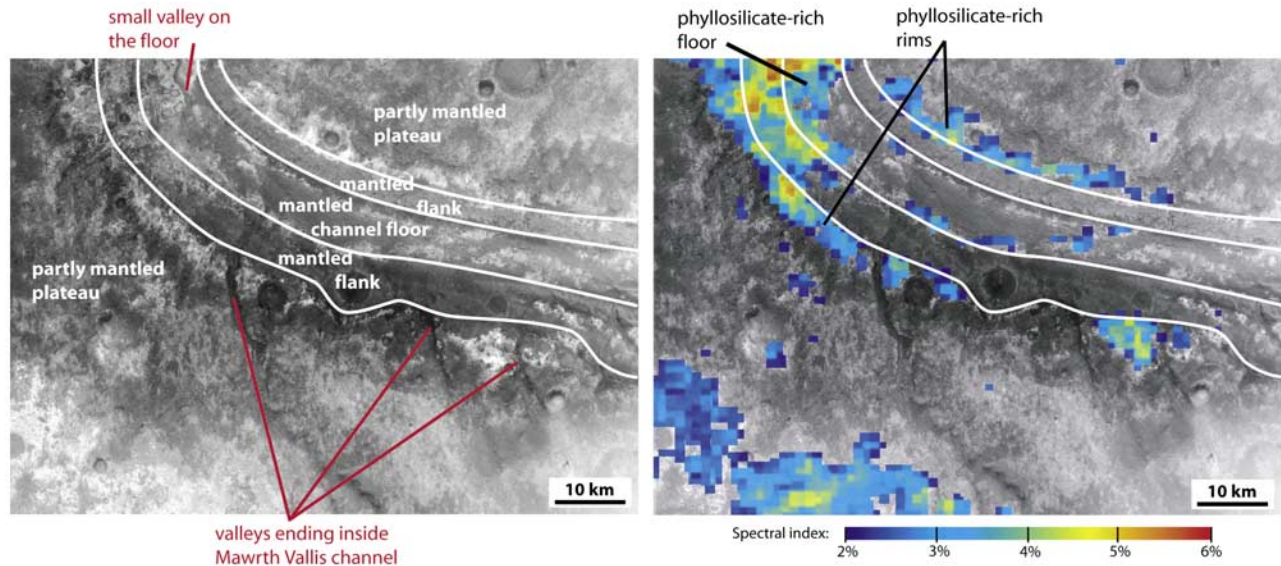 small valley on
the floor
partly mantled
plateau
mantled
flank
mantled
channel floor
mantled
flank
partly mantled
plateau
10 km
valleys ending inside
Mawrth Vallis channel
phyllosilicate-rich
floor
phyllosilicate-rich
rims
10 km
Spectral index:
2%
3%
4%
5%
6%